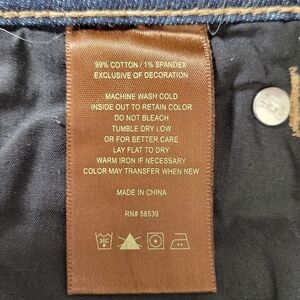 99% COTTON / 1% SPANDEX
EXCLUSIVE OF DECORATION
MACHINE WASH COLD
INSIDE OUT TO RETAIN COLOR
DO NOT BLEACH
TUMBLE DRY LOW
OR FOR BETTER CARE
LAY FLAT TO DRY
WARM IRON IF NECESSARY
COLOR MAY TRANSFER WHEN NEW
MADE IN CHINA
RN# 58539
30C